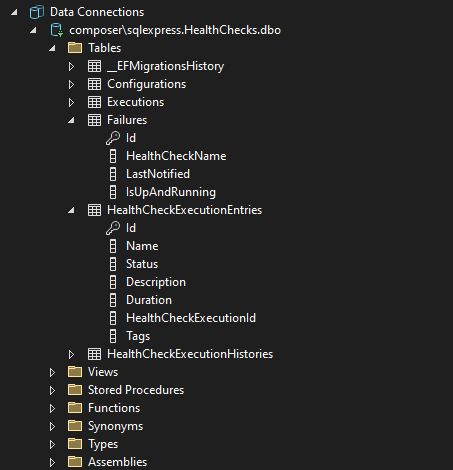 Data Connections
composer\sqlexpress.HealthChecks.dbo
Tables
__EFMigrationsHistory
Configurations
Executions
Failures
Id
HealthCheckName
LastNotified
IsUpAndRunning
HealthCheckExecutionEntries
Id
Name
Status
Description
Duration
HealthCheckExecutionId
Tags
HealthCheckExecutionHistories
Views
Stored Procedures
Functions
Synonyms
Types
Assemblies